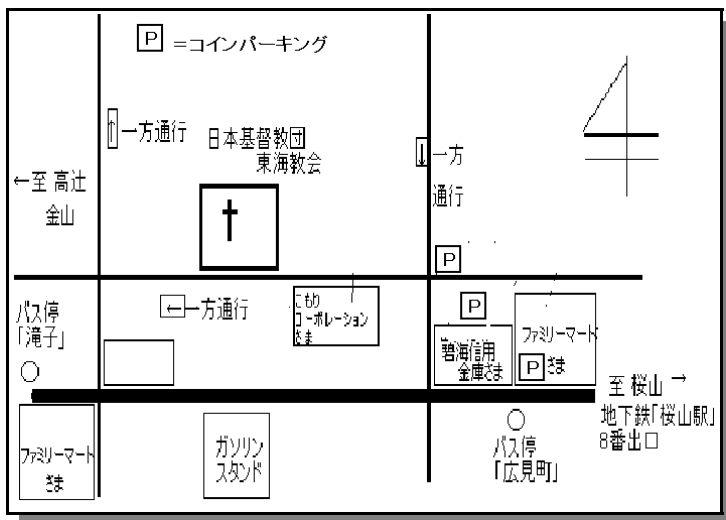 P =コインパーキング
↑一方通行
日本基督教団
東海教会
↓一方
通行
←至 高辻
金山
P
バス停
「滝子」
←一方通行
こもり
コーポレーション
さま
P
碧海信用
金庫さま
ファミリーマート
P さま
至 桜山 →
地下鉄「桜山駅」
8番出口
ファミリーマート
さま
ガソリン
スタンド
バス停
「広見町」